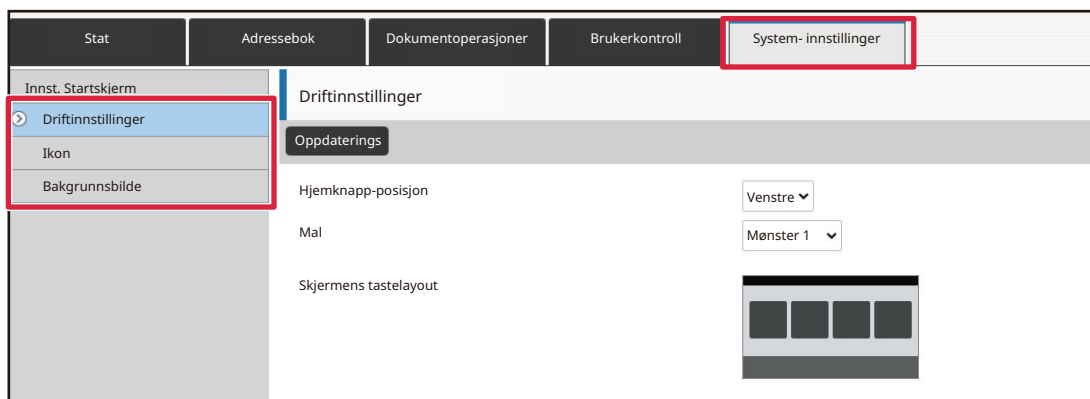 Stat
Adressebok
Dokumentoperasjoner
Brukerkontroll
System- innstillinger
Innst. Startskjerm
Driftinnstillinger
Ikon
Bakgrunnsbilde
Driftinnstillinger
Oppdaterings
Hjemknapp-posisjon
Venstre
Mal
Mønster 1
Skjermens tastelayout